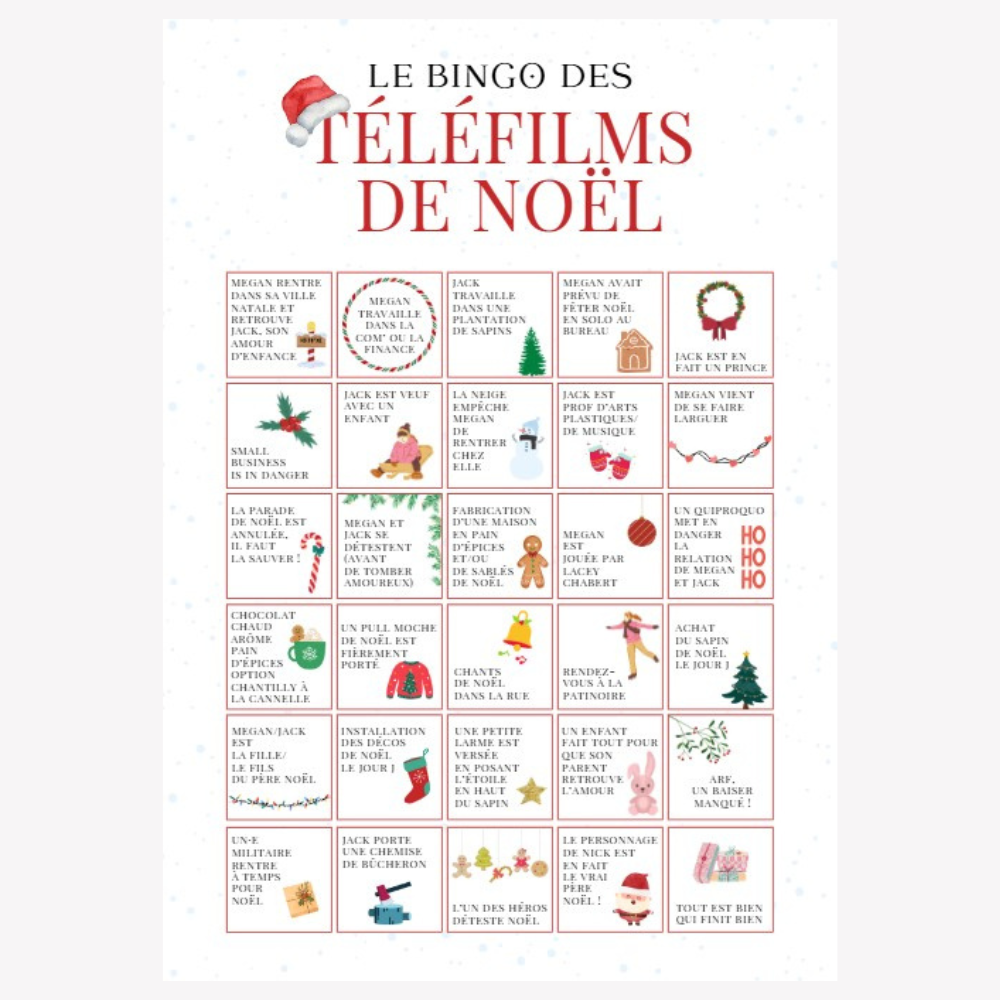 LE BINGO DES
TÉLÉFILMS
DE NOËL
MEGAN RENTRE
DANS SA VILLE
NATALE ET
RETROUVE
JACK, SON
AMOUR
D'ENFANCE
MEGAN
TRAVAILLE
DANS LA
COM' OU LA
FINANCE
JACK
TRAVAILLE
DANS UNE
PLANTATION
DE SAPINS
MEGAN AVAIT
PRÉVU DE
FÊTER NOËL
EN SOLO AU
BUREAU
JACK EST EN
FAIT UN PRINCE
SMALL
BUSINESS
IS IN DANGER
JACK EST VEUF
AVEC UN
ENFANT
LA NEIGE
EMPÊCHE
MEGAN
DE
RENTRER
CHEZ
ELLE
JACK EST
PROF D'ARTS
PLASTIQUES/
DE MUSIQUE
MEGAN VIENT
DE SE FAIRE
LARGUER
LA PARADE
DE NOËL EST
ANNULÉE,
IL FAUT
LA SAUVER !
MEGAN ET
JACK SE
DÉTESTENT
(AVANT
DE TOMBER
AMOUREUX)
FABRICATION
D'UNE MAISON
EN PAIN
D'ÉPICES
ET/OU
DE SABLÉS
DE NOËL
MEGAN
EST
JOUÉE PAR
LACEY
CHABERT
UN QUIPROQUO
MET EN
DANGER
LA
RELATION
DE MEGAN
ET JACK
HO
HO
HO
CHOCOLAT
CHAUD
ARÔME
PAIN
D'ÉPICES
OPTION
CHANTILLY À
LA CANNELLE
UN PULL MOCHE
DE NOËL EST
FIÈREMENT
PORTÉ
CHANTS
DE NOËL
DANS LA RUE
RENDEZ-
VOUS À LA
PATINOIRE
ACHAT
DU SAPIN
DE NOËL
LE JOUR J
MEGAN/JACK
EST
LA FILLE/
LE FILS
DU PÈRE NOËL
INSTALLATION
DES DÉCOS
DE NOËL
LE JOUR J
UNE PETITE
LARME EST
VERSÉE
EN POSANT
L'ÉTOILE
EN HAUT
DU SAPIN
UN ENFANT
FAIT TOUT POUR
QUE SON
PARENT
RETROUVE
L'AMOUR
ARF,
UN BAISER
MANQUÉ !
UN-E
MILITAIRE
RENTRE
À TEMPS
POUR
NOËL
JACK PORTE
UNE CHEMISE
DE BÛCHERON
L'UN DES HÉROS
DÉTESTE NOËL
LE PERSONNAGE
DE NICK EST
EN FAIT
LE VRAI
PÈRE
NOËL !
TOUT EST BIEN
QUI FINIT BIEN